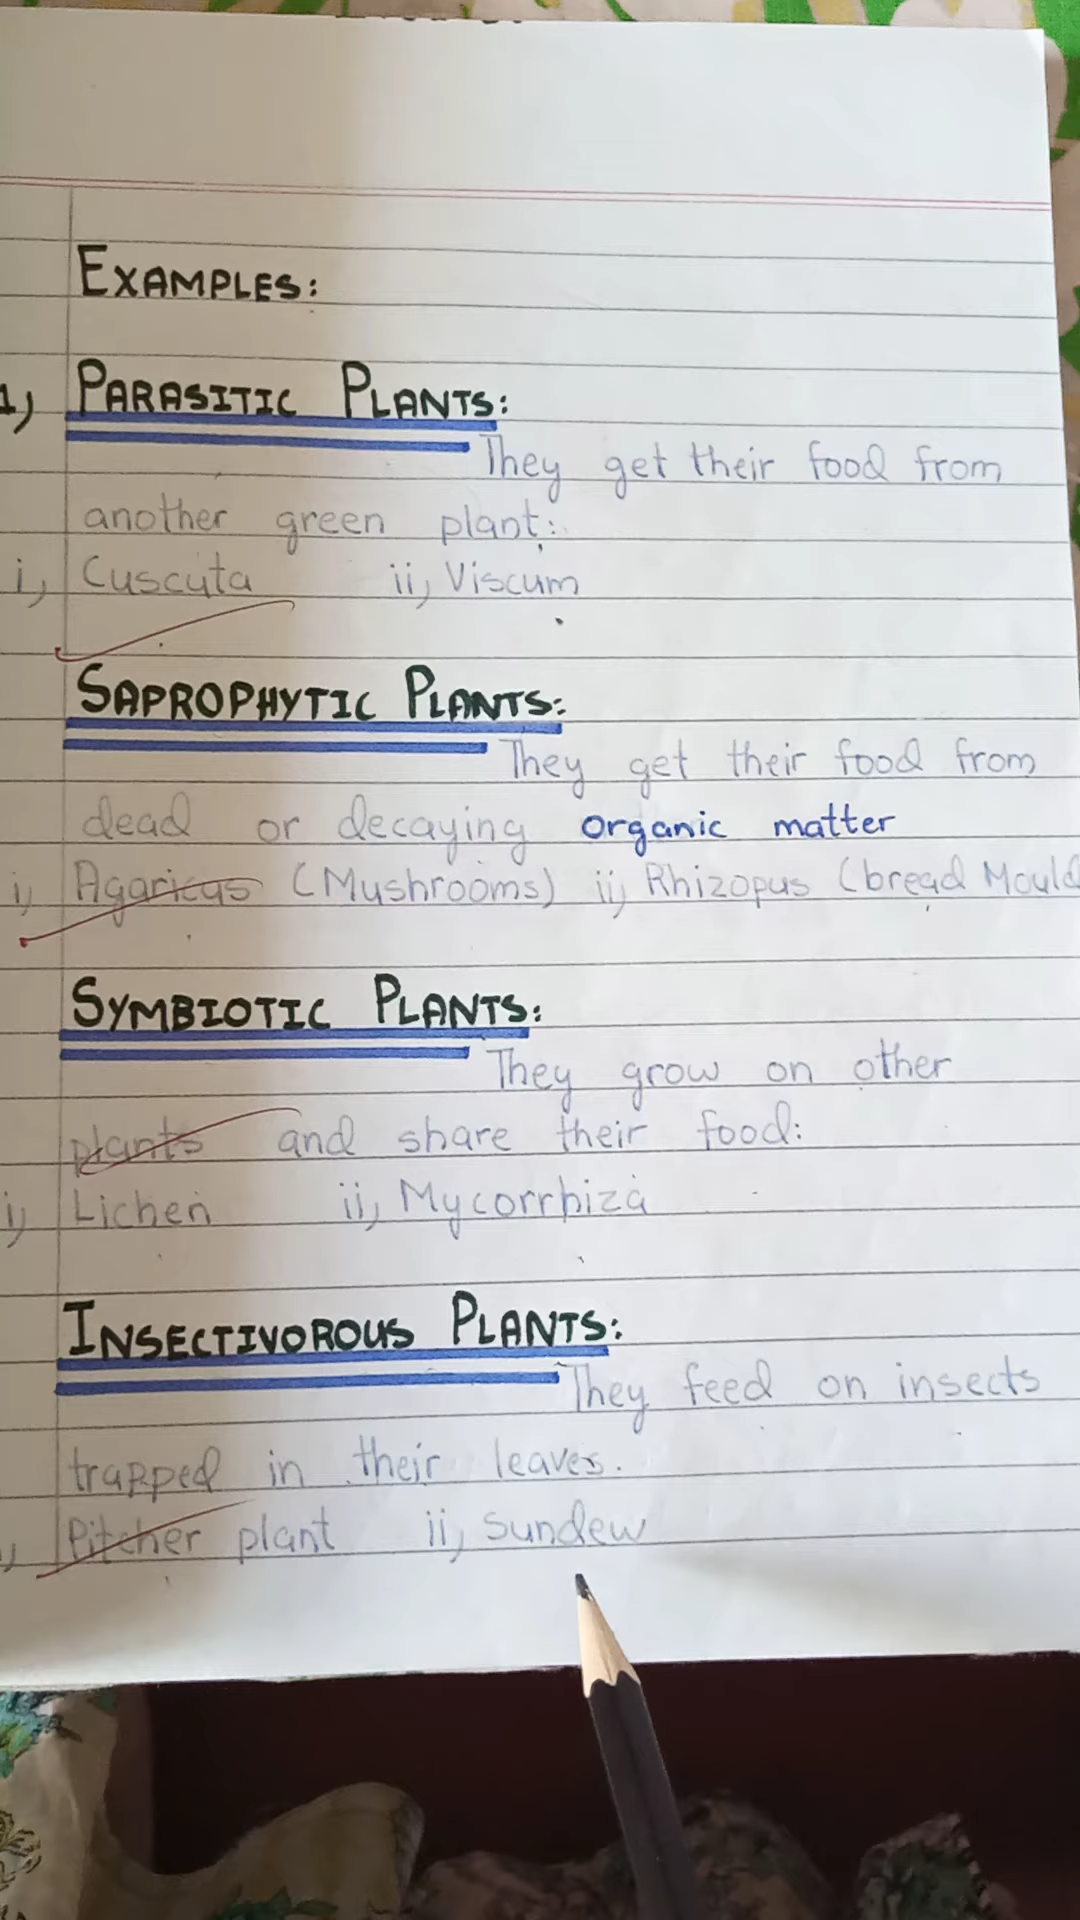 EXAMPLES:
1) PARASITIC PLANTS:
They get their food from
another green plant:
i, Cuscuta ii, Viscum
SAPROPHYTIC PLANTS:
They get their food from
dead or decaying organic matter
i, Agaricus (Mushrooms) ii, Rhizopus (bread Mould
SYMBIOTIC PLANTS:
They grow on other
plants and share their food:
i, Lichen ii, Mycorrhiza
INSECTIVOROUS PLANTS:
They feed on insects
trapped in their leaves.
Pitcher plant ii, Sundew